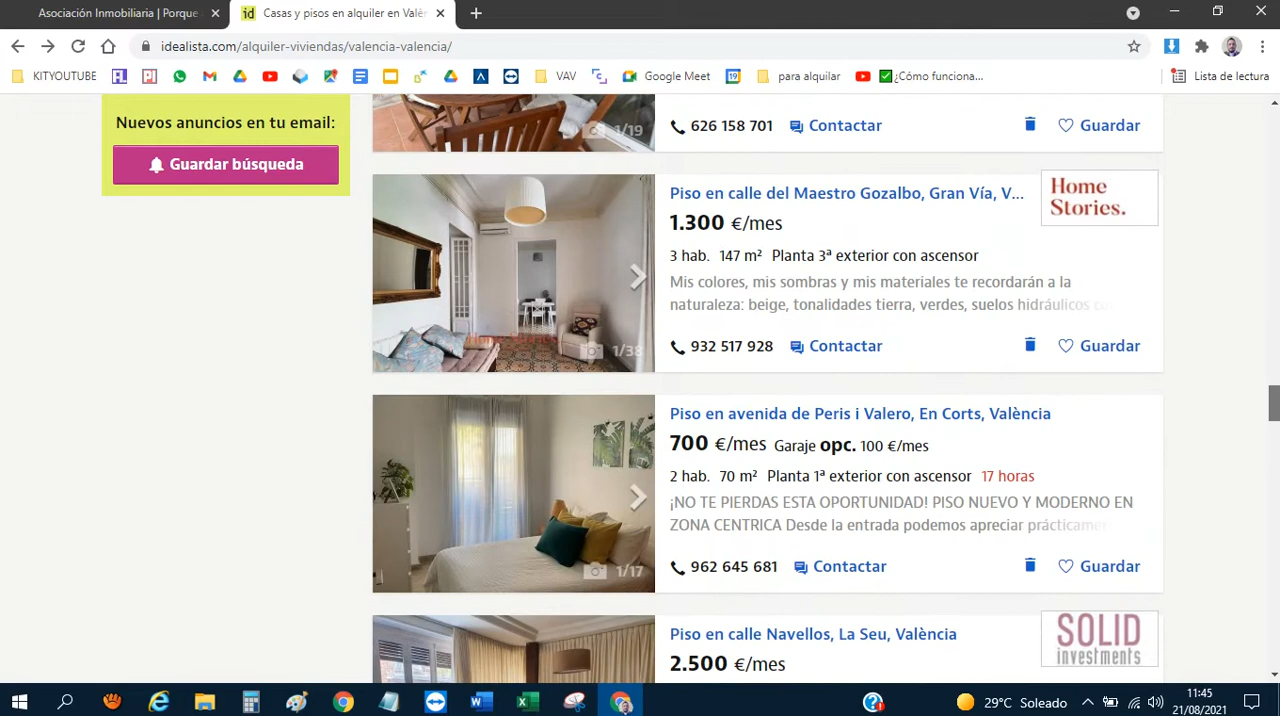 Asociación Inmobiliaria | Porque
Casas y pisos en alquiler en Valèn
idealista.com/alquiler-viviendas/valencia-valencia/
KITYOUTUBE
VAV
Google Meet
para alquilar
¿Cómo funciona...
Lista de lectura
Nuevos anuncios en tu email:
Guardar búsqueda
1/19
626 158 701 Contactar Guardar
Piso en calle del Maestro Gozalbo, Gran Vía, V...
Home
Stories.
1.300 €/mes
3 hab. 147 m² Planta 3ª exterior con ascensor
Mis colores, mis sombras y mis materiales te recordarán a la
naturaleza: beige, tonalidades tierra, verdes, suelos hidráulicos
1/38
932 517 928 Contactar Guardar
Piso en avenida de Peris i Valero, En Corts, València
700 €/mes Garaje opc. 100 €/mes
2 hab. 70 m² Planta 1ª exterior con ascensor 17 horas
¡NO TE PIERDAS ESTA OPORTUNIDAD! PISO NUEVO Y MODERNO EN
ZONA CENTRICA Desde la entrada podemos apreciar prácticame
1/17
962 645 681 Contactar Guardar
Piso en calle Navellos, La Seu, València
SOLID
investments
2.500 €/mes
29°C Soleado
11:45
21/08/2021